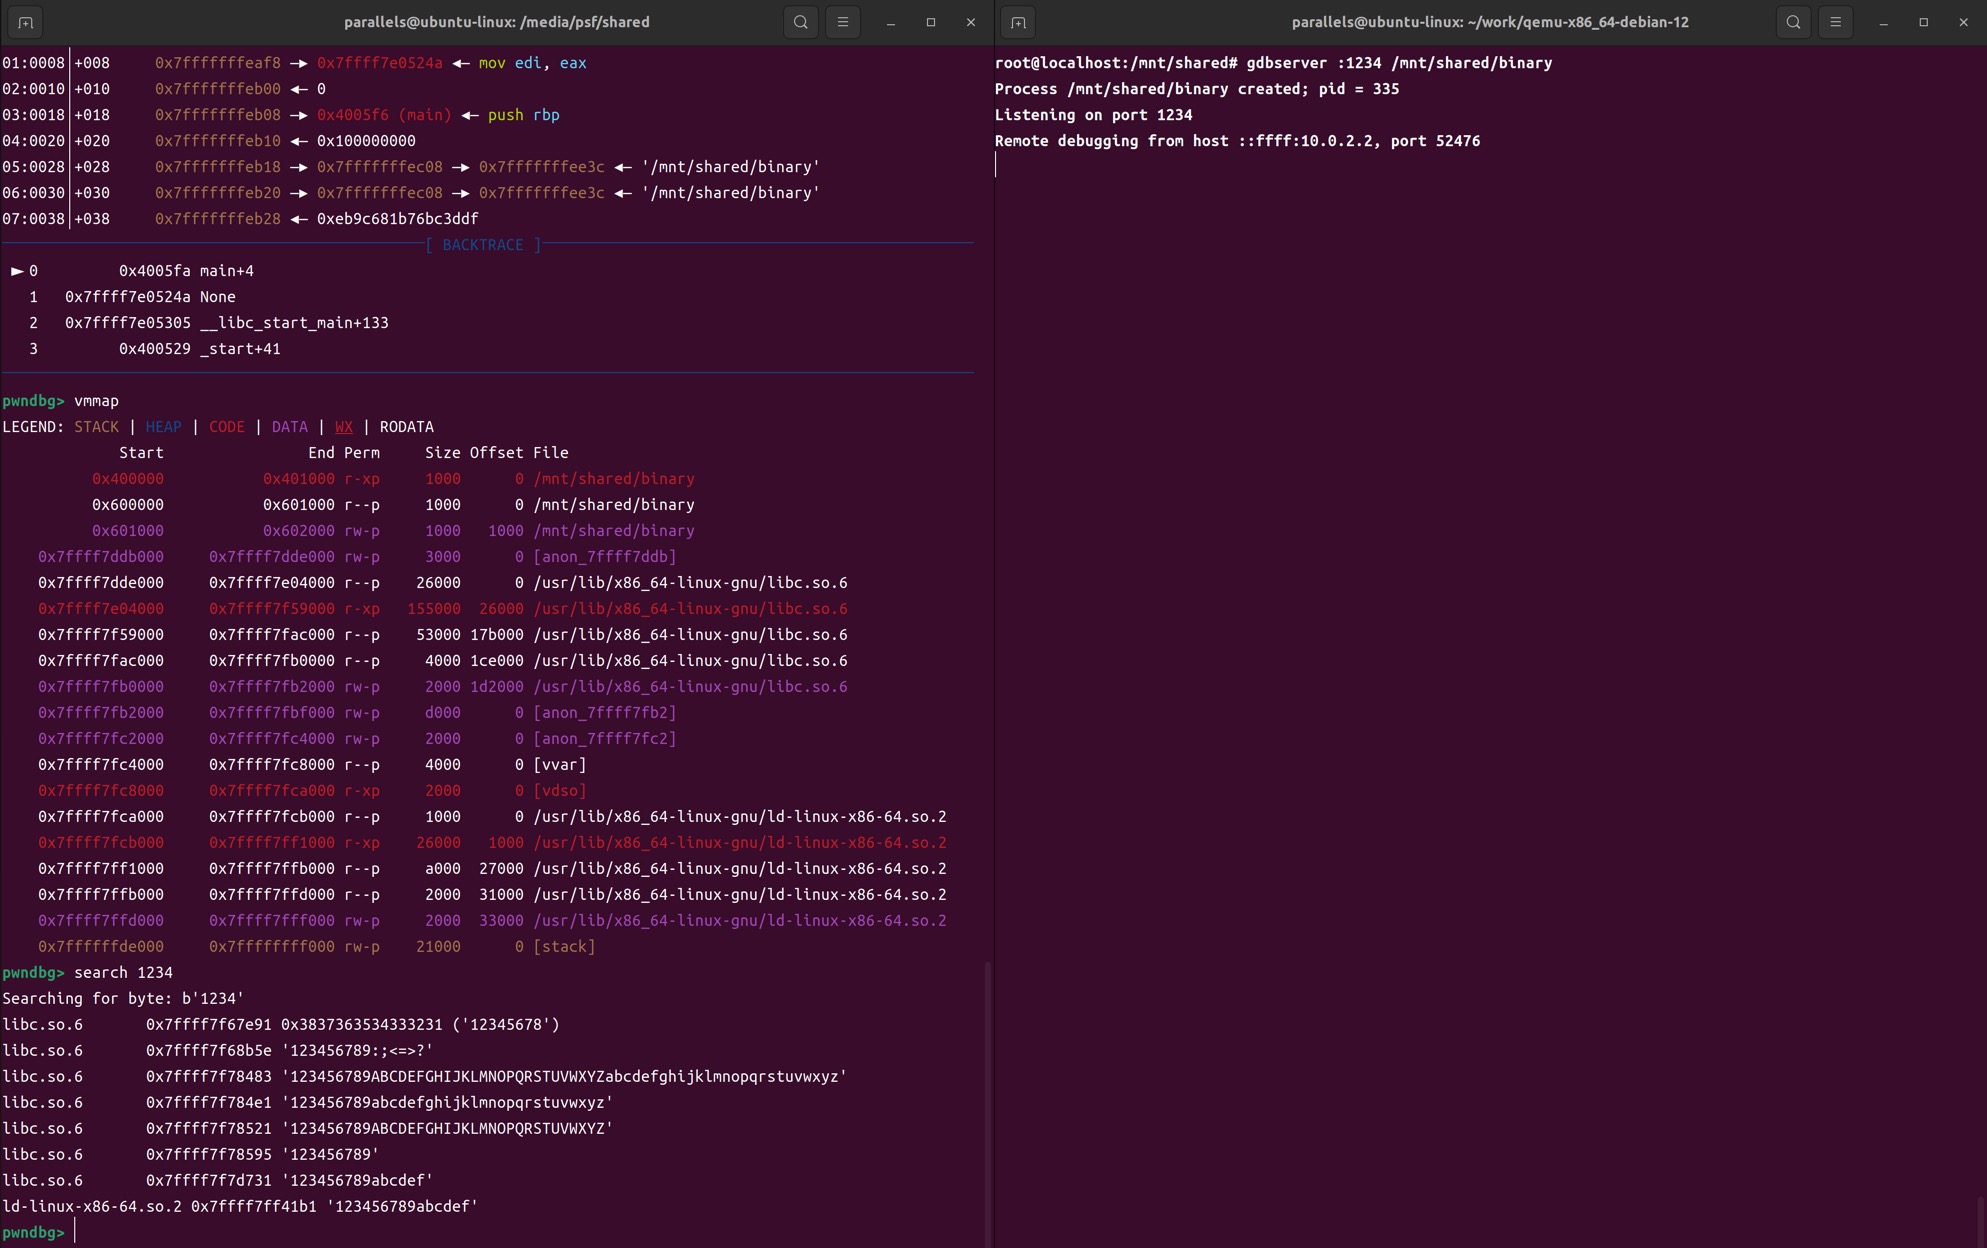 parallels@ubuntu-linux: /media/psf/shared
01:0008│+008     0x7fffffffeaf8 —▸ 0x7ffff7e0524a ◂— mov edi, eax
02:0010│+010     0x7fffffffeb00 ◂— 0
03:0018│+018     0x7fffffffeb08 —▸ 0x4005f6 (main) ◂— push rbp
04:0020│+020     0x7fffffffeb10 ◂— 0x100000000
05:0028│+028     0x7fffffffeb18 —▸ 0x7fffffffec08 —▸ 0x7fffffffee3c ◂— '/mnt/shared/binary'
06:0030│+030     0x7fffffffeb20 —▸ 0x7fffffffec08 —▸ 0x7fffffffee3c ◂— '/mnt/shared/binary'
07:0038│+038     0x7fffffffeb28 ◂— 0xeb9c681b76bc3ddf
[ BACKTRACE ]
► 0         0x4005fa main+4
1   0x7ffff7e0524a None
2   0x7ffff7e05305 __libc_start_main+133
3         0x400529 _start+41
pwndbg> vmmap
LEGEND: STACK | HEAP | CODE | DATA | WX | RODATA
Start                End Perm     Size Offset File
0x400000           0x401000 r-xp     1000      0 /mnt/shared/binary
0x600000           0x601000 r--p     1000      0 /mnt/shared/binary
0x601000           0x602000 rw-p     1000   1000 /mnt/shared/binary
0x7ffff7ddb000     0x7ffff7dde000 rw-p     3000      0 [anon_7ffff7ddb]
0x7ffff7dde000     0x7ffff7e04000 r--p    26000      0 /usr/lib/x86_64-linux-gnu/libc.so.6
0x7ffff7e04000     0x7ffff7f59000 r-xp   155000  26000 /usr/lib/x86_64-linux-gnu/libc.so.6
0x7ffff7f59000     0x7ffff7fac000 r--p    53000 17b000 /usr/lib/x86_64-linux-gnu/libc.so.6
0x7ffff7fac000     0x7ffff7fb0000 r--p     4000 1ce000 /usr/lib/x86_64-linux-gnu/libc.so.6
0x7ffff7fb0000     0x7ffff7fb2000 rw-p     2000 1d2000 /usr/lib/x86_64-linux-gnu/libc.so.6
0x7ffff7fb2000     0x7ffff7fbf000 rw-p     d000      0 [anon_7ffff7fb2]
0x7ffff7fc2000     0x7ffff7fc4000 rw-p     2000      0 [anon_7ffff7fc2]
0x7ffff7fc4000     0x7ffff7fc8000 r--p     4000      0 [vvar]
0x7ffff7fc8000     0x7ffff7fca000 r-xp     2000      0 [vdso]
0x7ffff7fca000     0x7ffff7fcb000 r--p     1000      0 /usr/lib/x86_64-linux-gnu/ld-linux-x86-64.so.2
0x7ffff7fcb000     0x7ffff7ff1000 r-xp    26000   1000 /usr/lib/x86_64-linux-gnu/ld-linux-x86-64.so.2
0x7ffff7ff1000     0x7ffff7ffb000 r--p     a000  27000 /usr/lib/x86_64-linux-gnu/ld-linux-x86-64.so.2
0x7ffff7ffb000     0x7ffff7ffd000 r--p     2000  31000 /usr/lib/x86_64-linux-gnu/ld-linux-x86-64.so.2
0x7ffff7ffd000     0x7ffff7fff000 rw-p     2000  33000 /usr/lib/x86_64-linux-gnu/ld-linux-x86-64.so.2
0x7ffffffde000     0x7ffffffff000 rw-p    21000      0 [stack]
pwndbg> search 1234
Searching for byte: b'1234'
libc.so.6       0x7ffff7f67e91 0x3837363534333231 ('12345678')
libc.so.6       0x7ffff7f68b5e '123456789:;<=>?'
libc.so.6       0x7ffff7f78483 '123456789ABCDEFGHIJKLMNOPQRSTUVWXYZabcdefghijklmnopqrstuvwxyz'
libc.so.6       0x7ffff7f784e1 '123456789abcdefghijklmnopqrstuvwxyz'
libc.so.6       0x7ffff7f78521 '123456789ABCDEFGHIJKLMNOPQRSTUVWXYZ'
libc.so.6       0x7ffff7f78595 '123456789'
libc.so.6       0x7ffff7f7d731 '123456789abcdef'
ld-linux-x86-64.so.2 0x7ffff7ff41b1 '123456789abcdef'
pwndbg>
parallels@ubuntu-linux: ~/work/qemu-x86_64-debian-12
root@localhost:/mnt/shared# gdbserver :1234 /mnt/shared/binary
Process /mnt/shared/binary created; pid = 335
Listening on port 1234
Remote debugging from host ::ffff:10.0.2.2, port 52476